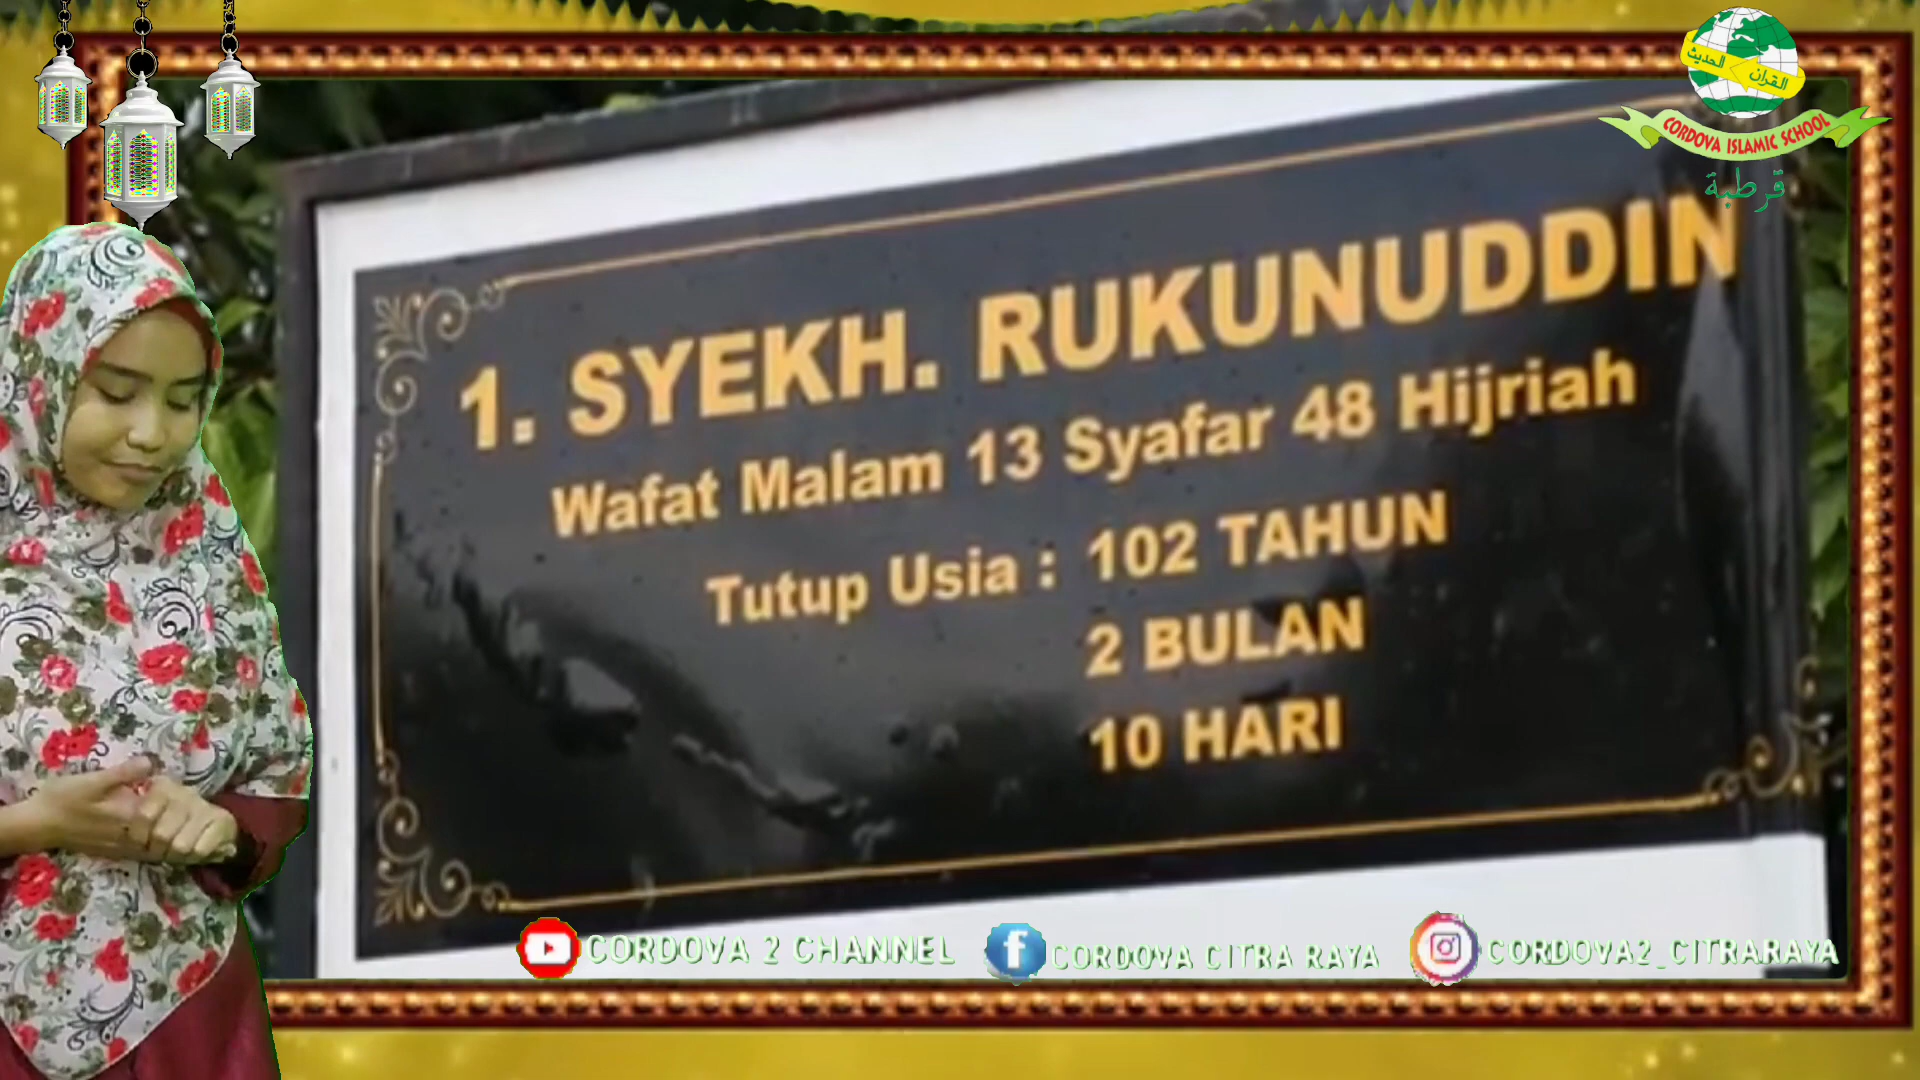 القرآن
الحديث
CORDOVA ISLAMIC SCHOOL
قرطبة
1. SYEKH. RUKUNUDDIN
Wafat Malam 13 Syafar 48 Hijriah
Tutup Usia : 102 TAHUN
2 BULAN
10 HARI
CORDOVA 2 CHANNEL
CORDOVA CITRA RAYA
CORDOVA2_CITRARAYA